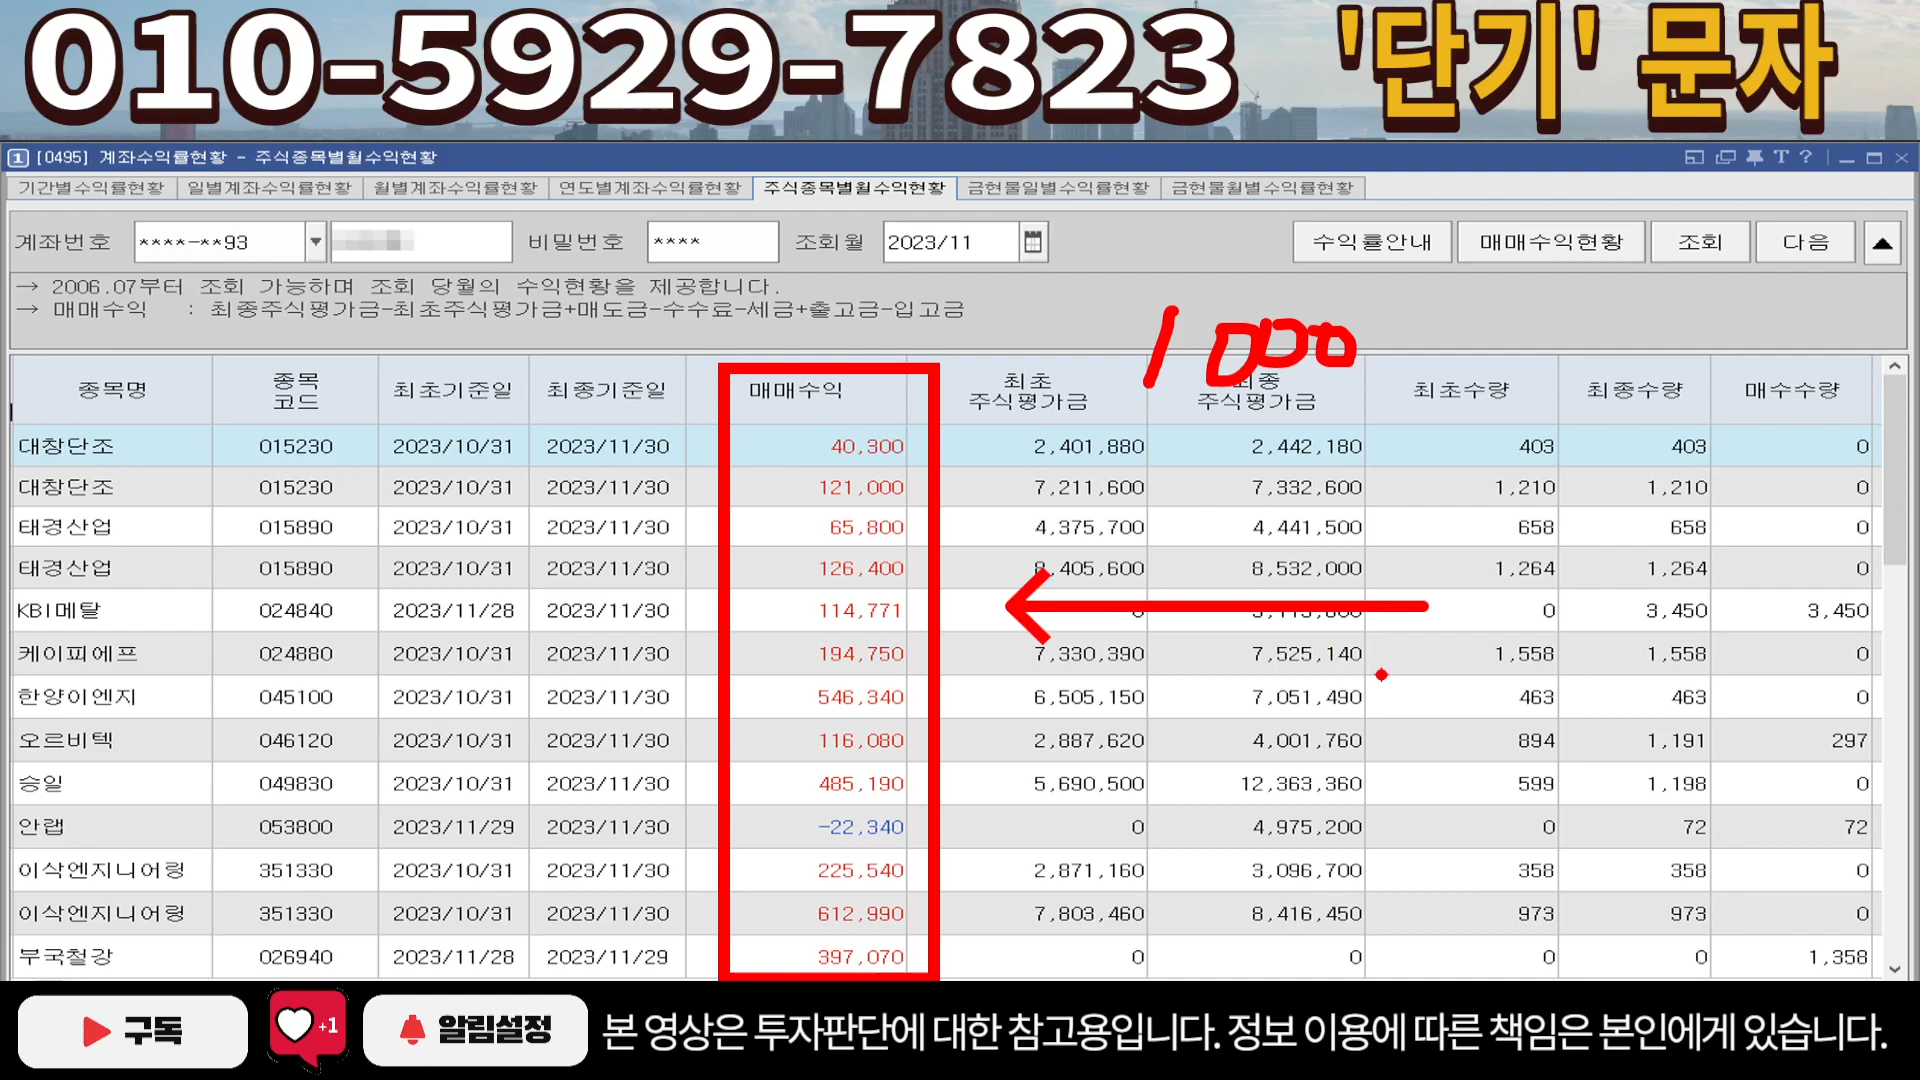 010-5929-7823 '단기' 문자
1 [0495] 계좌수익률현황 - 주식종목별월수익현황
기간별수익률현황 일별계좌수익률현황 월별계좌수익률현황 연도별계좌수익률현황 주식종목별월수익현황 금현물일별수익률현황 금현물월별수익률현황
계좌번호 ****-**93 비밀번호 **** 조회월 2023/11 수익률안내 매매수익현황 조회 다음
→ 2006.07부터 조회 가능하며 조회 당월의 수익현황을 제공합니다.
→ 매매수익 : 최종주식평가금-최초주식평가금+매도금-수수료-세금+출고금-입고금
1000
종목명 종목코드 최초기준일 최종기준일 매매수익 최초주식평가금 최종주식평가금 최초수량 최종수량 매수수량
대창단조 015230 2023/10/31 2023/11/30 40,300 2,401,880 2,442,180 403 403 0
대창단조 015230 2023/10/31 2023/11/30 121,000 7,211,600 7,332,600 1,210 1,210 0
태경산업 015890 2023/10/31 2023/11/30 65,800 4,375,700 4,441,500 658 658 0
태경산업 015890 2023/10/31 2023/11/30 126,400 8,405,600 8,532,000 1,264 1,264 0
KBI메탈 024840 2023/11/28 2023/11/30 114,771 0 0 3,450 3,450
케이피에프 024880 2023/10/31 2023/11/30 194,750 7,330,390 7,525,140 1,558 1,558 0
한양이엔지 045100 2023/10/31 2023/11/30 546,340 6,505,150 7,051,490 463 463 0
오르비텍 046120 2023/10/31 2023/11/30 116,080 2,887,620 4,001,760 894 1,191 297
승일 049830 2023/10/31 2023/11/30 485,190 5,690,500 12,363,360 599 1,198 0
안랩 053800 2023/11/29 2023/11/30 -22,340 0 4,975,200 0 72 72
이삭엔지니어링 351330 2023/10/31 2023/11/30 225,540 2,871,160 3,096,700 358 358 0
이삭엔지니어링 351330 2023/10/31 2023/11/30 612,990 7,803,460 8,416,450 973 973 0
부국철강 026940 2023/11/28 2023/11/29 397,070 0 0 0 0 1,358
구독 +1 알림설정 본 영상은 투자판단에 대한 참고용입니다. 정보 이용에 따른 책임은 본인에게 있습니다.